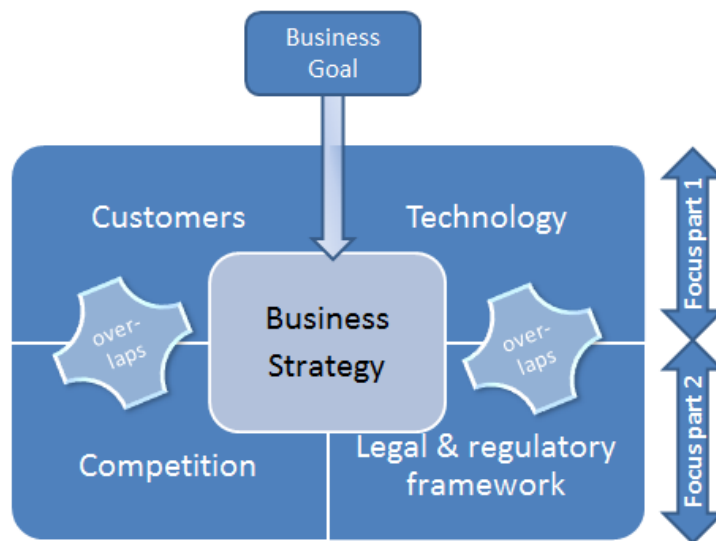 Business
Goal
Customers
Technology
Focus part 1
over-
laps
Business
Strategy
over-
laps
Competition
Legal & regulatory
framework
Focus part 2